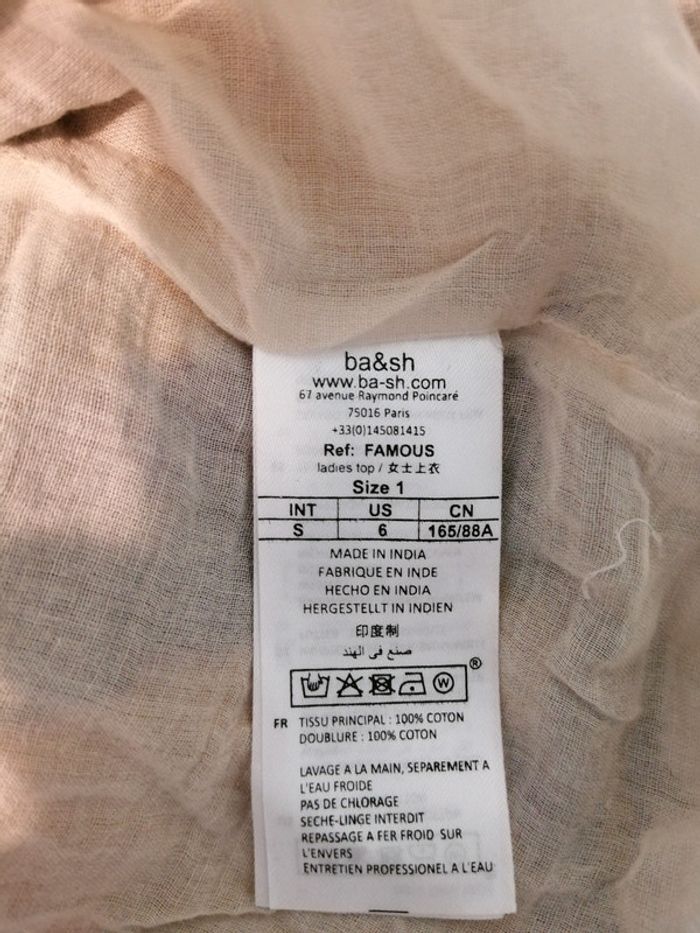 ba&sh
www.ba-sh.com
67 avenue Raymond Poincaré
75016 Paris
+33(0)145081415
Ref: FAMOUS
ladies top / 女士上衣
Size 1
INT US CN
S 6 165/88A
MADE IN INDIA
FABRIQUE EN INDE
HECHO EN INDIA
HERGESTELLT IN INDIEN
印度制
صنع في الهند
W ®
FR TISSU PRINCIPAL : 100% COTON
DOUBLURE : 100% COTON
LAVAGE A LA MAIN, SEPAREMENT A
L'EAU FROIDE
PAS DE CHLORAGE
SECHE-LINGE INTERDIT
REPASSAGE A FER FROID SUR
L'ENVERS
ENTRETIEN PROFESSIONEL A L'EAU